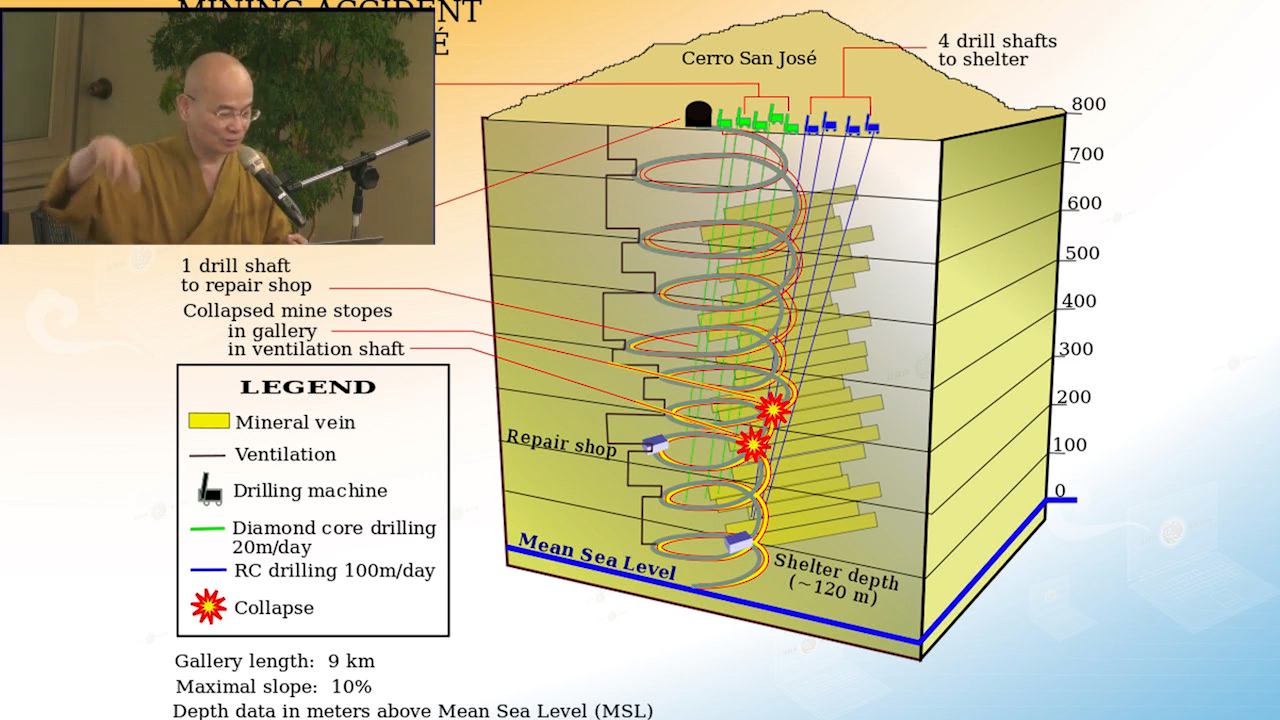 MINING ACCIDENT
É
Cerro San José
4 drill shafts
to shelter
800
700
600
500
400
300
200
100
0
1 drill shaft
to repair shop
Collapsed mine stopes
in gallery
in ventilation shaft
LEGEND
Mineral vein
Ventilation
Drilling machine
Diamond core drilling
20m/day
RC drilling 100m/day
Collapse
Repair shop
Mean Sea Level
Shelter depth
(~120 m)
Gallery length: 9 km
Maximal slope: 10%
Depth data in meters above Mean Sea Level (MSL)